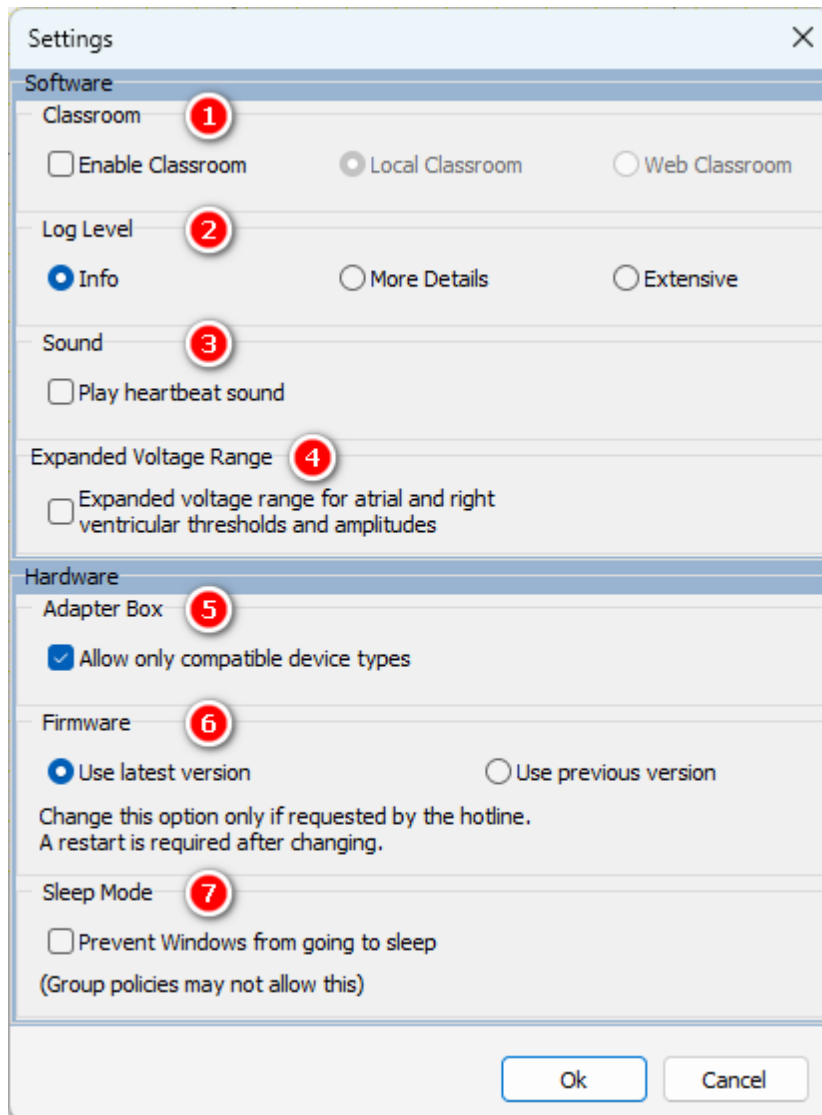 Settings
Software
Classroom 1
Enable Classroom Local Classroom Web Classroom
Log Level 2
Info More Details Extensive
Sound 3
Play heartbeat sound
Expanded Voltage Range 4
Expanded voltage range for atrial and right
ventricular thresholds and amplitudes
Hardware
Adapter Box 5
Allow only compatible device types
Firmware 6
Use latest version Use previous version
Change this option only if requested by the hotline.
A restart is required after changing.
Sleep Mode 7
Prevent Windows from going to sleep
(Group policies may not allow this)
Ok Cancel